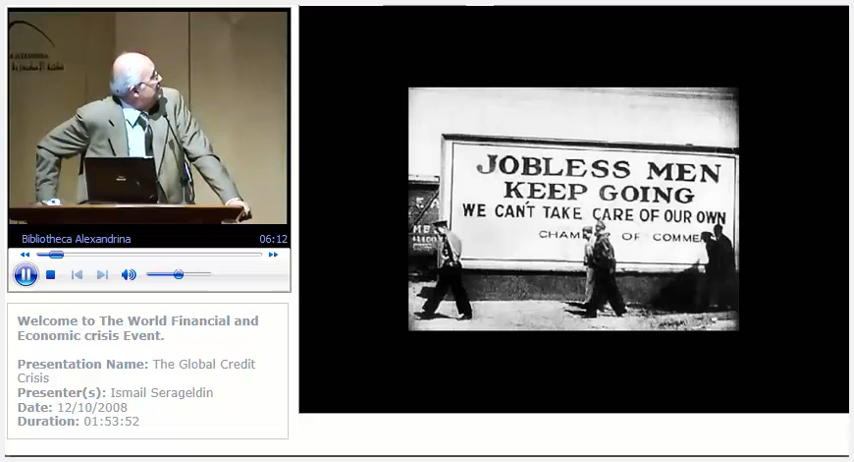 Bibliotheca Alexandrina 06:12
Welcome to The World Financial and
Economic crisis Event.
Presentation Name: The Global Credit
Crisis
Presenter(s): Ismail Serageldin
Date: 12/10/2008
Duration: 01:53:52
JOBLESS MEN
KEEP GOING
WE CAN'T TAKE CARE OF OUR OWN
OF